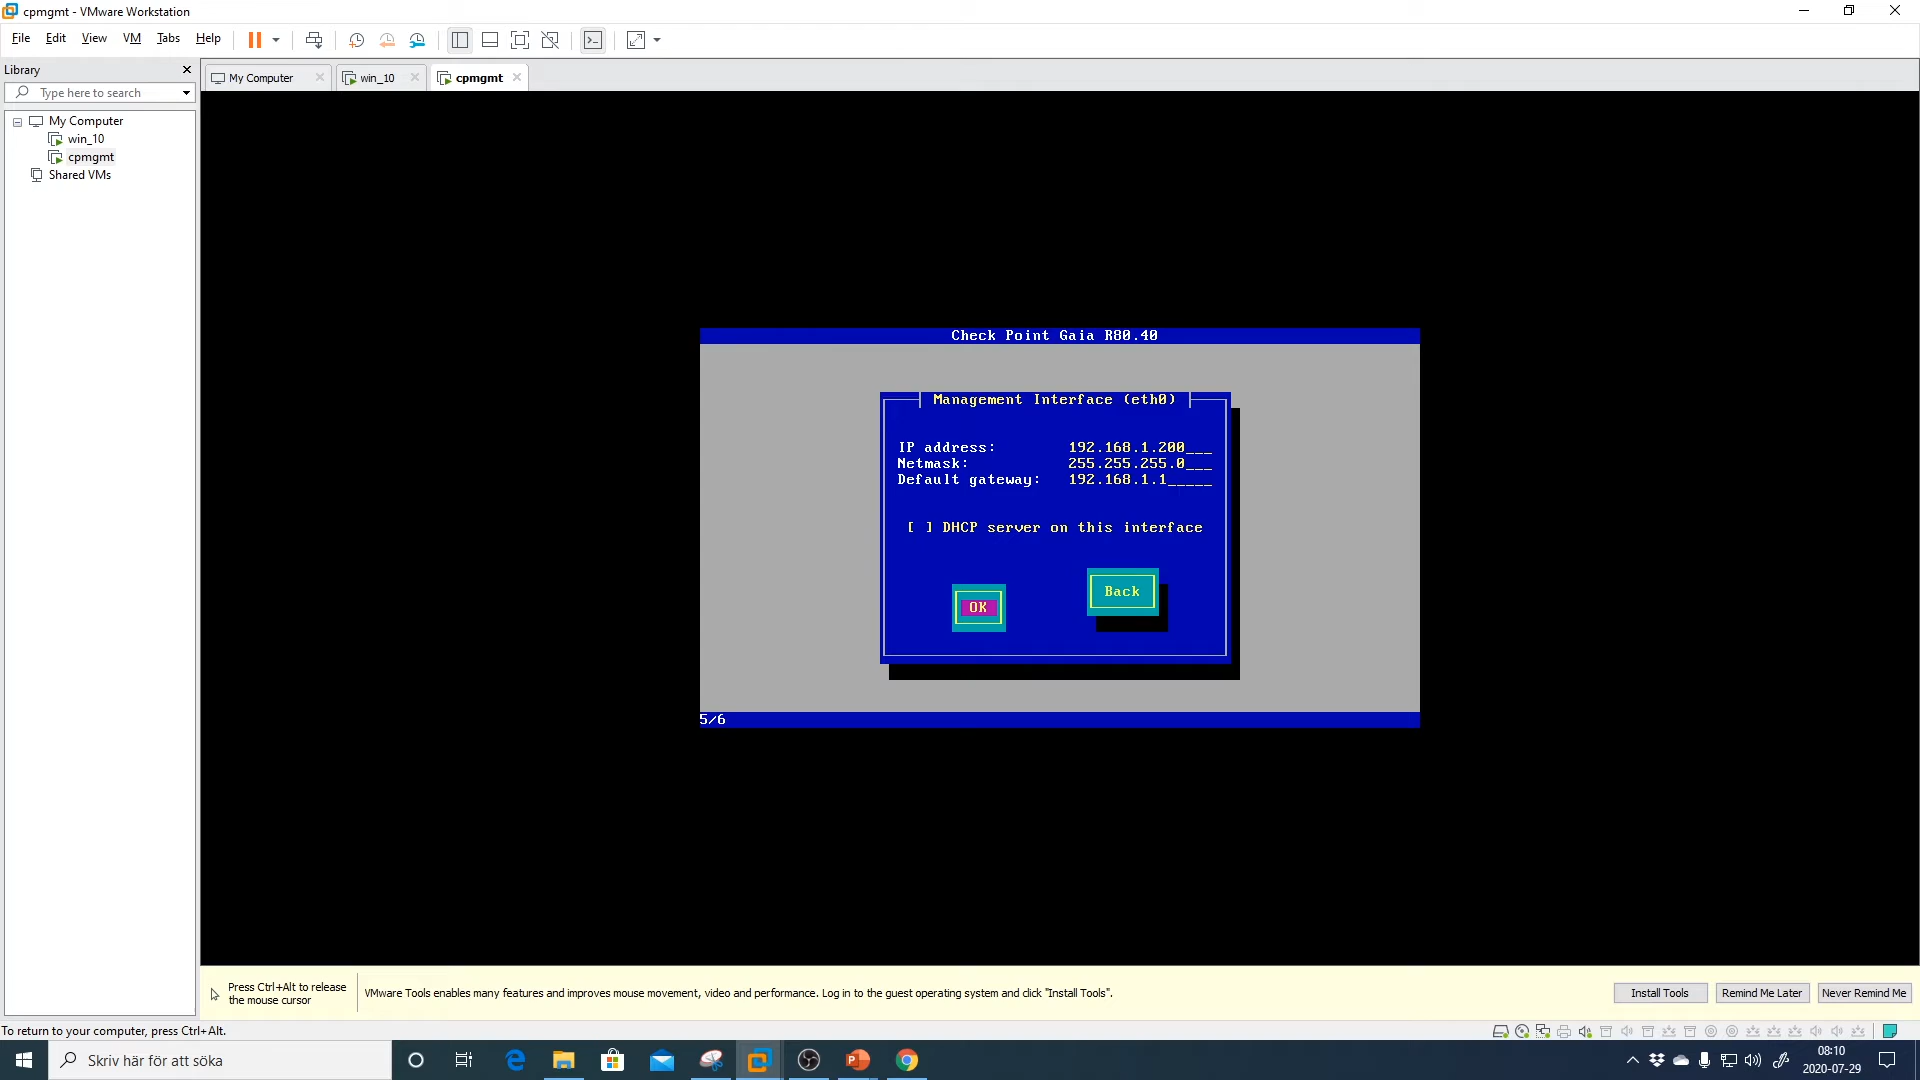 cpmgmt - VMware Workstation
File Edit View VM Tabs Help
Library
My Computer win_10 cpmgmt
Type here to search
My Computer
win_10
cpmgmt
Shared VMs
Check Point Gaia R80.40
Management Interface (eth0)
IP address: 192.168.1.200___
Netmask: 255.255.255.0___
Default gateway: 192.168.1.1_____
[ ] DHCP server on this interface
OK Back
5/6
Press Ctrl+Alt to release
the mouse cursor
VMware Tools enables many features and improves mouse movement, video and performance. Log in to the guest operating system and click "Install Tools".
Install Tools Remind Me Later Never Remind Me
To return to your computer, press Ctrl+Alt.
Skriv här för att söka
08:10
2020-07-29